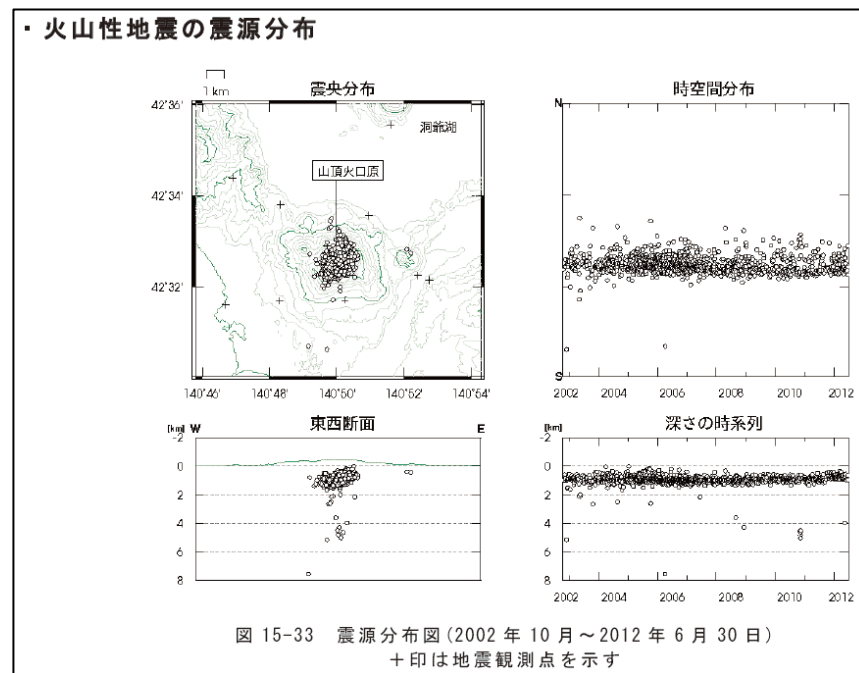 ・火山性地震の震源分布
1 km
震央分布
42°36'
42°34'
42°32'
洞爺湖
山頂火口原
140°46' 140°48' 140°50' 140°52' 140°54'
時空間分布
N
S
2002 2004 2006 2008 2010 2012
東西断面
[km] W E
-2
0
2
4
6
8
深さの時系列
[km]
-2
0
2
4
6
8
2002 2004 2006 2008 2010 2012
図 15-33 震源分布図(2002 年 10 月~2012 年 6 月 30 日)
+印は地震観測点を示す